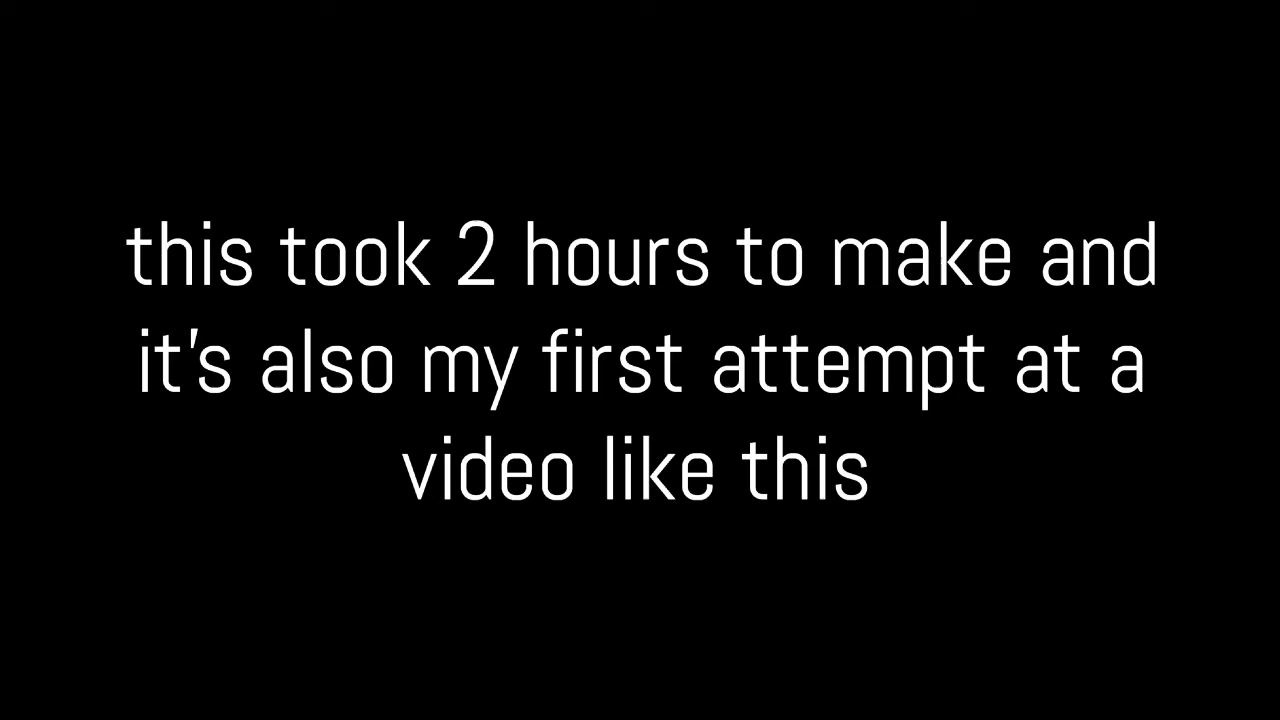 this took 2 hours to make and
it's also my first attempt at a
video like this